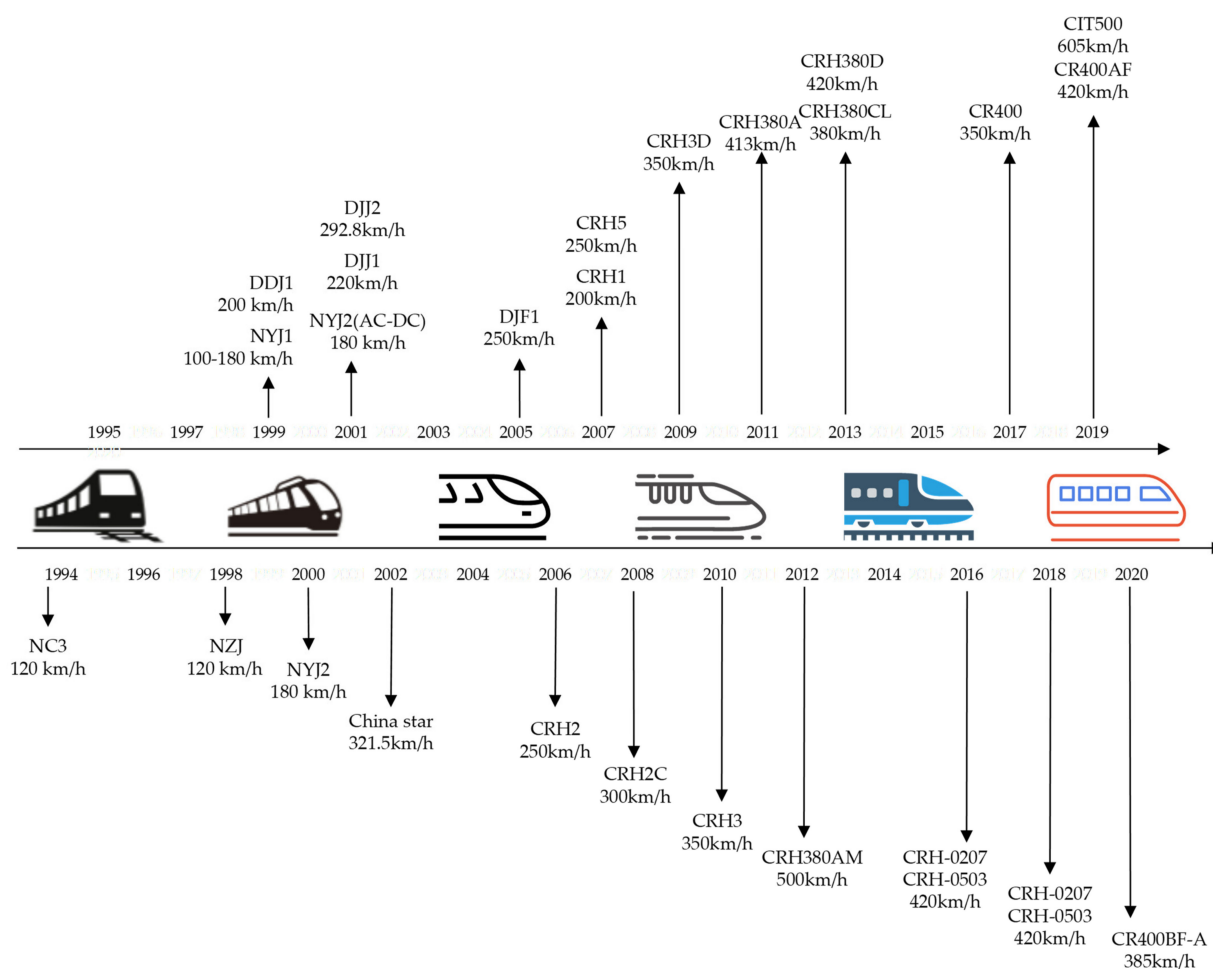 CIT500
605km/h
CR400AF
420km/h
CRH380D
420km/h
CRH380CL
380km/h
CR400
350km/h
CRH380A
413km/h
CRH3D
350km/h
DJJ2
292.8km/h
DJJ1
220km/h
NYJ2(AC-DC)
180 km/h
CRH5
250km/h
CRH1
200km/h
DDJ1
200 km/h
NYJ1
100-180 km/h
DJF1
250km/h
1995 1997 1999 2001 2003 2005 2007 2009 2011 2013 2015 2017 2019
1994 1996 1998 2000 2002 2004 2006 2008 2010 2012 2014 2016 2018 2020
NC3
120 km/h
NZJ
120 km/h
NYJ2
180 km/h
China star
321.5km/h
CRH2
250km/h
CRH2C
300km/h
CRH3
350km/h
CRH380AM
500km/h
CRH-0207
CRH-0503
420km/h
CRH-0207
CRH-0503
420km/h
CR400BF-A
385km/h